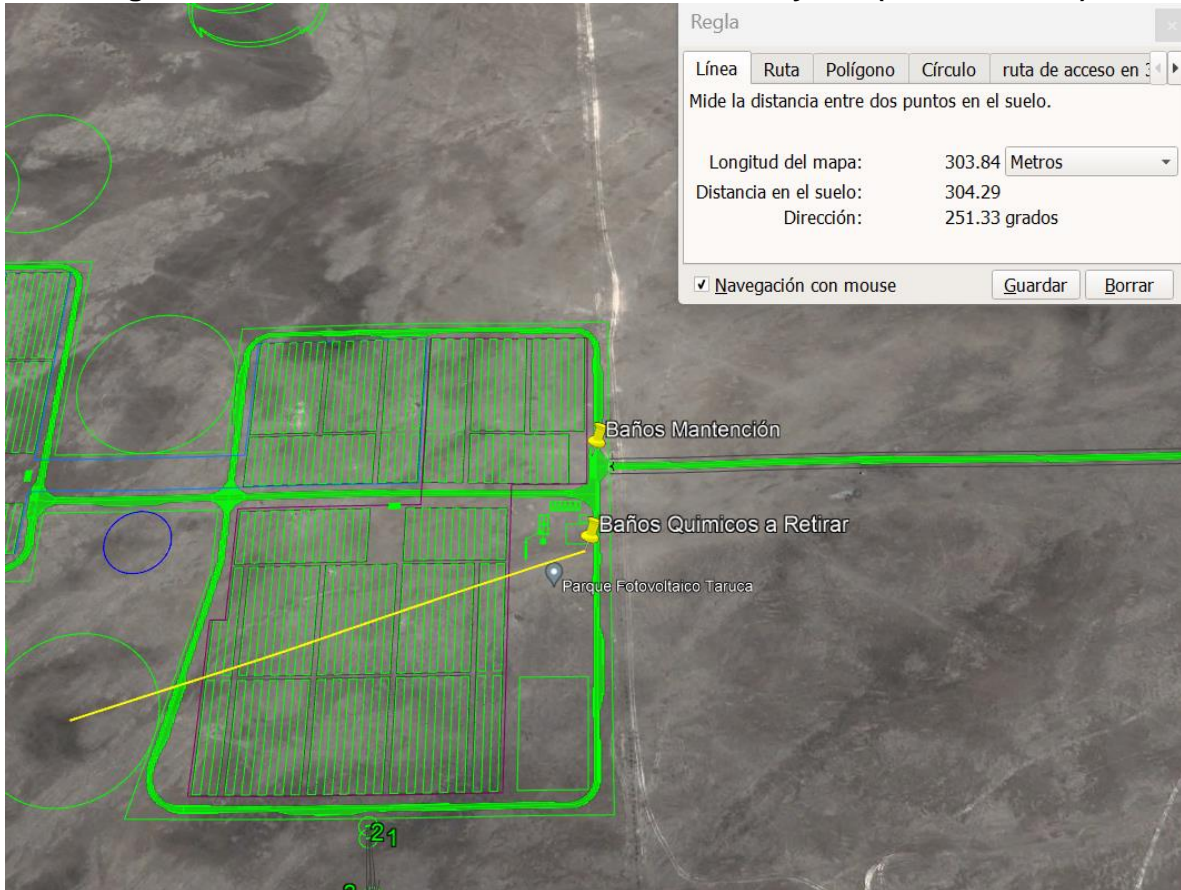 Regla
Línea
Ruta
Polígono
Círculo
ruta de acceso en
Mide la distancia entre dos puntos en el suelo.
Longitud del mapa: 303.84 Metros
Distancia en el suelo: 304.29
Dirección: 251.33 grados
Navegación con mouse
Guardar
Borrar
Baños Mantención
Baños Quimicos a Retirar
Parque Fotovoltaico Taruca
2
1